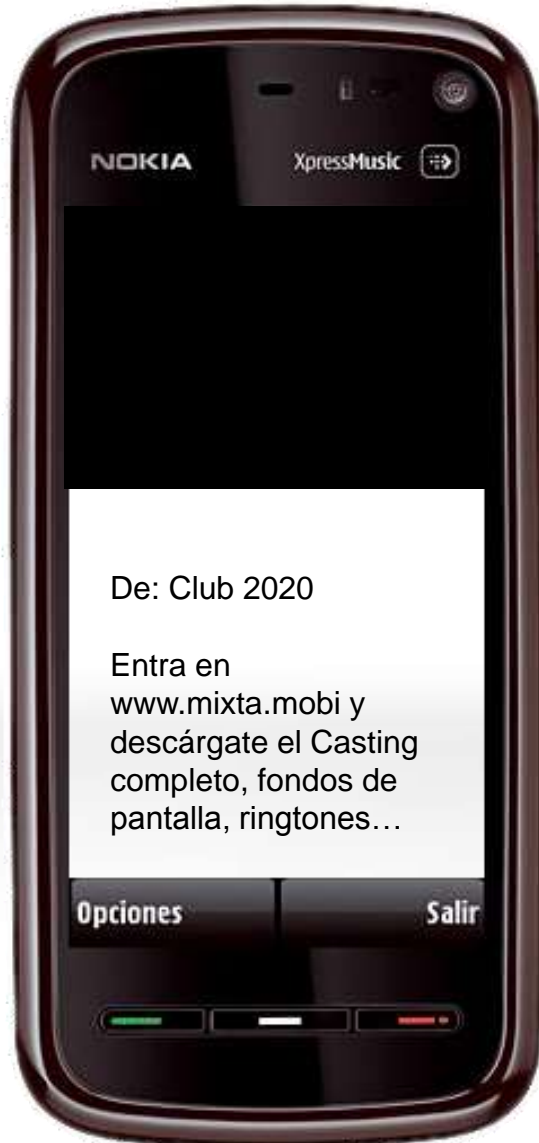 NOKIA XpressMusic
De: Club 2020
Entra en
www.mixta.mobi y
descárgate el Casting
completo, fondos de
pantalla, ringtones…
Opciones Salir